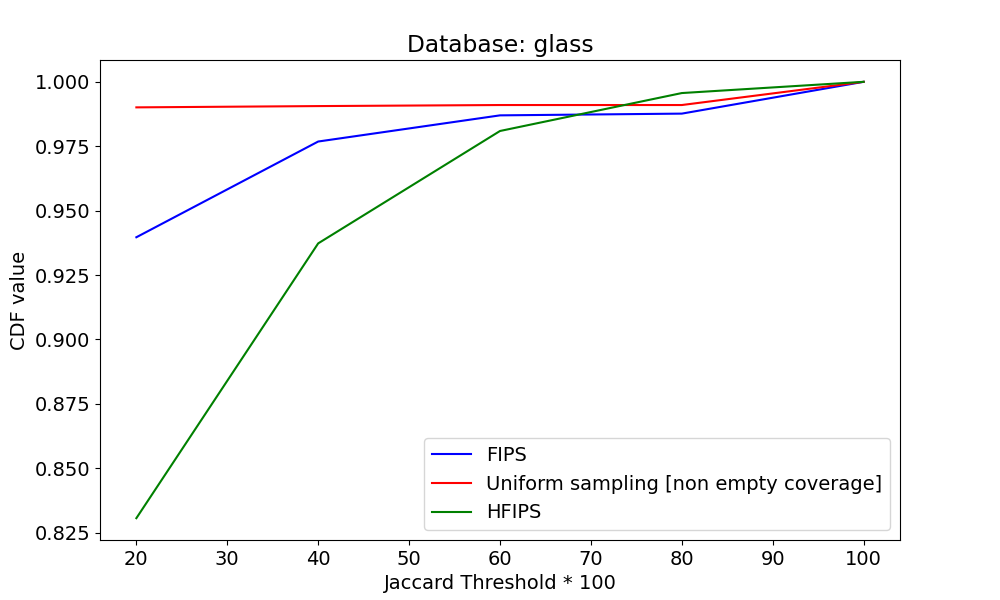 Database: glass
1.000
0.975
0.950
0.925
0.900
0.875
0.850
0.825
CDF value
FIPS
Uniform sampling [non empty coverage]
HFIPS
20 30 40 50 60 70 80 90 100
Jaccard Threshold * 100